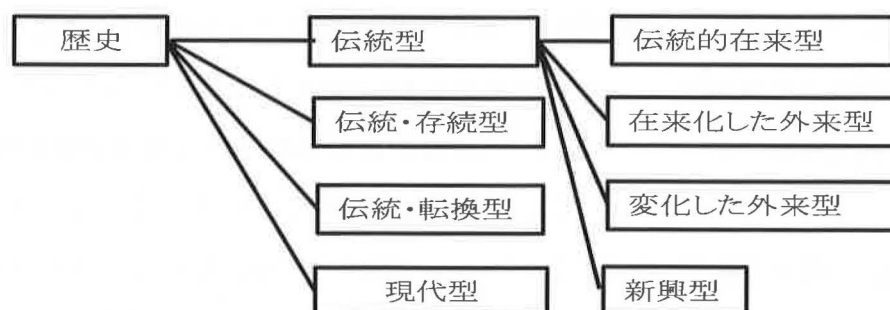 歴史
伝統型
伝統的在来型
伝統・存続型
在来化した外来型
伝統・転換型
変化した外来型
現代型
新興型